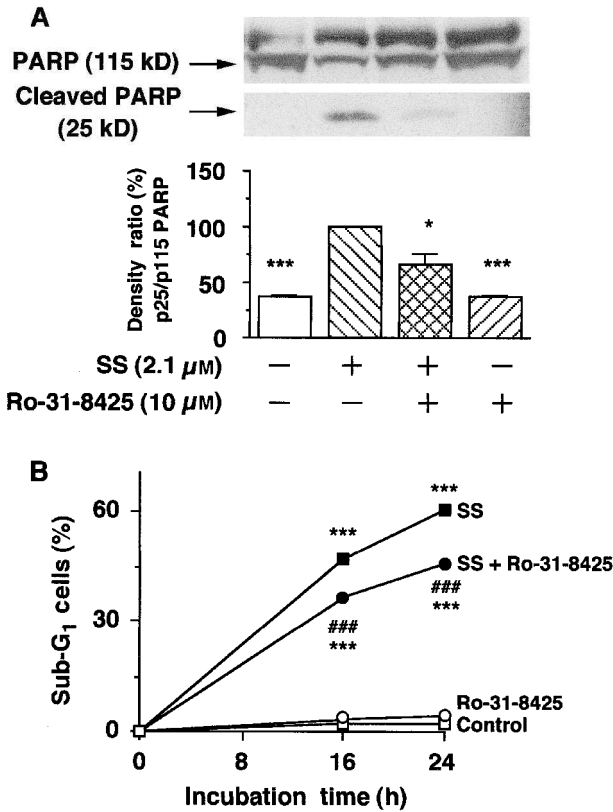 A
PARP (115 kD)
Cleaved PARP
(25 kD)
Density ratio (%)
p25/p115 PARP
150
100
50
0
***
*
***
SS (2.1 µM) − + + −
Ro-31-8425 (10 µM) − − + +
B
Sub-G1 cells (%)
60
30
0
***
***
SS
SS + Ro-31-8425
###
***
###
***
Ro-31-8425
Control
0 8 16 24
Incubation time (h)